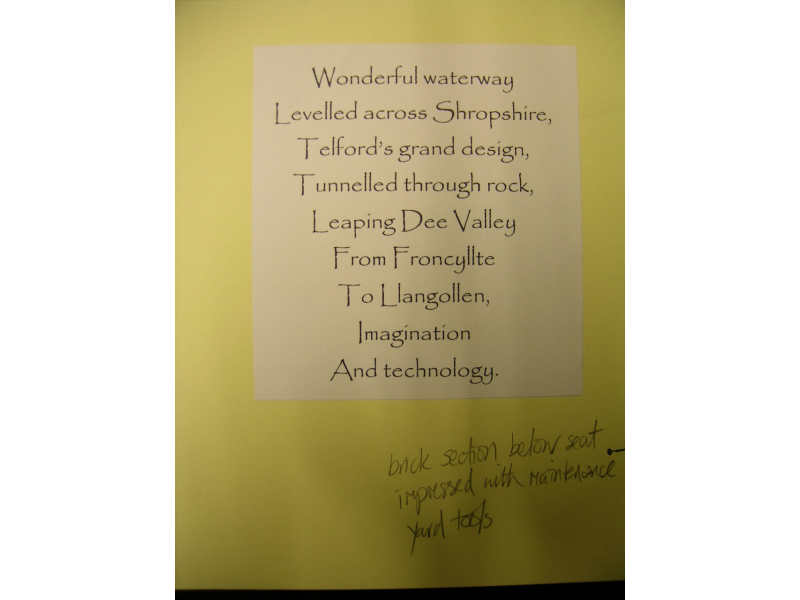 Wonderful waterway
Levelled across Shropshire,
Telford's grand design,
Tunnelled through rock,
Leaping Dee Valley
From Froncyllte
To Llangollen,
Imagination
And technology.
brick section below seat
impressed with maintenance
yard tools